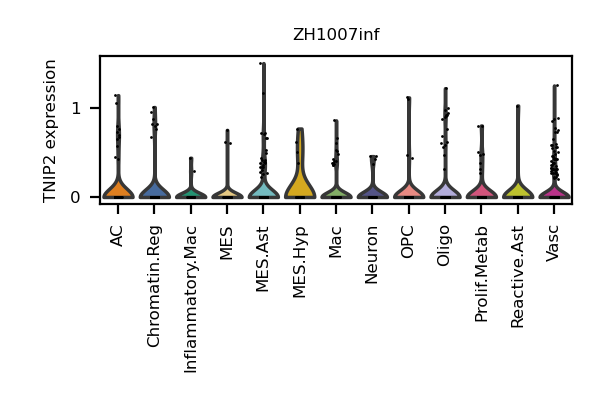 ZH1007inf
TNIP2 expression
1
0
AC
Chromatin.Reg
Inflammatory.Mac
MES
MES.Ast
MES.Hyp
Mac
Neuron
OPC
Oligo
Prolif.Metab
Reactive.Ast
Vasc